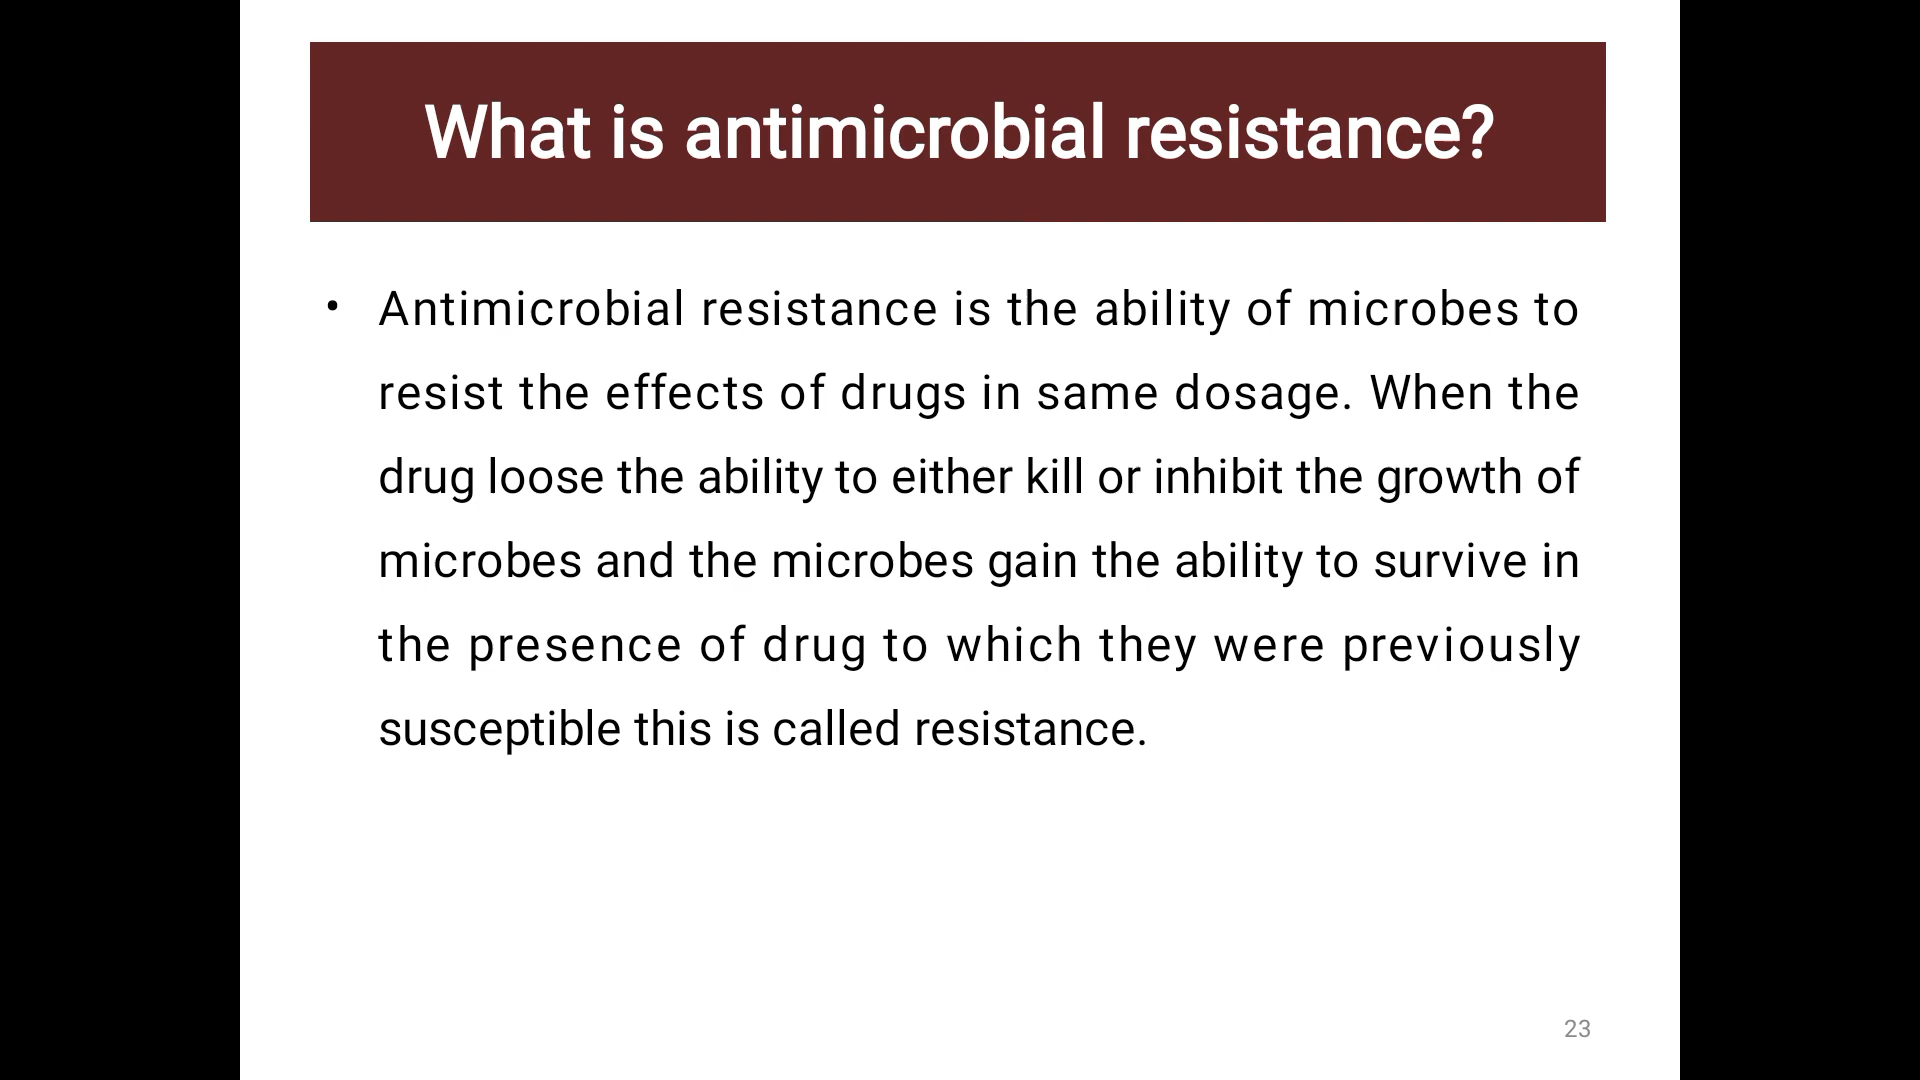 What is antimicrobial resistance?
• Antimicrobial resistance is the ability of microbes to
resist the effects of drugs in same dosage. When the
drug loose the ability to either kill or inhibit the growth of
microbes and the microbes gain the ability to survive in
the presence of drug to which they were previously
susceptible this is called resistance.
23